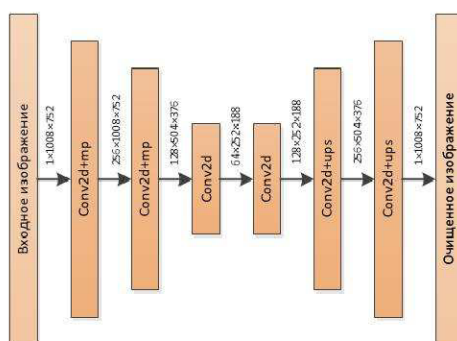 Входное изображение
1×1008×752
Conv2d+mp
256×1008×752
Conv2d+mp
128×504×376
Conv2d
64×252×188
Conv2d
128×252×188
Conv2d+ups
256×504×376
Conv2d+ups
1×1008×752
Очищенное изображение